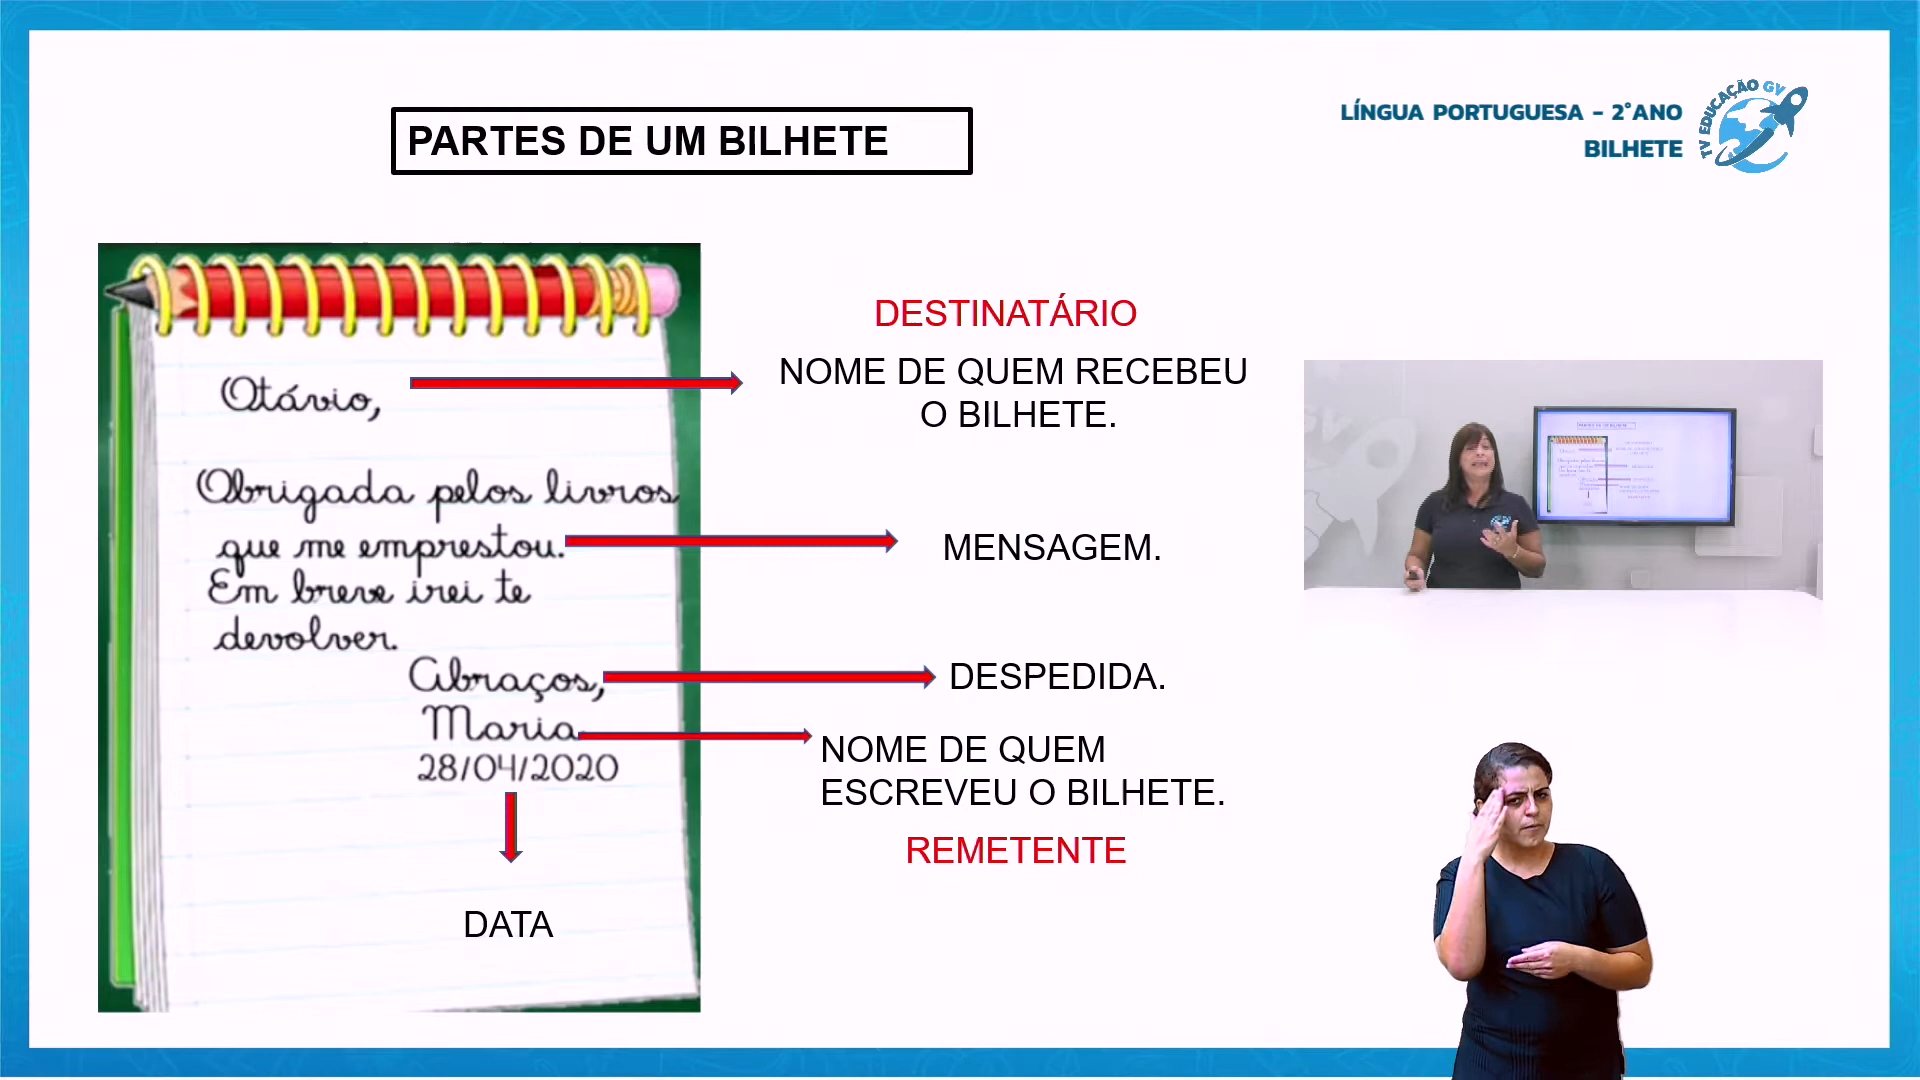 PARTES DE UM BILHETE
LÍNGUA PORTUGUESA - 2°ANO
BILHETE
TV EDUCAÇÃO GV
Otávio,
Obrigada pelos livros
que me emprestou.
Em breve irei te
devolver.
Abraços,
Maria
28/04/2020
DATA
DESTINATÁRIO
NOME DE QUEM RECEBEU
O BILHETE.
MENSAGEM.
DESPEDIDA.
NOME DE QUEM
ESCREVEU O BILHETE.
REMETENTE